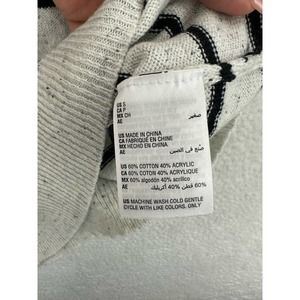 US S
CA P
MX CH
AE صغير
US MADE IN CHINA
CA FABRIQUÉ EN CHINE
MX HECHO EN CHINA
AE صنع في الصين
US 60% COTTON 40% ACRYLIC
CA 60% COTON 40% ACRYLIQUE
MX 60% algodón 40% acrílico
AE 60% قطن 40% أكريليك
US MACHINE WASH COLD GENTLE
CYCLE WITH LIKE COLORS. ONLY